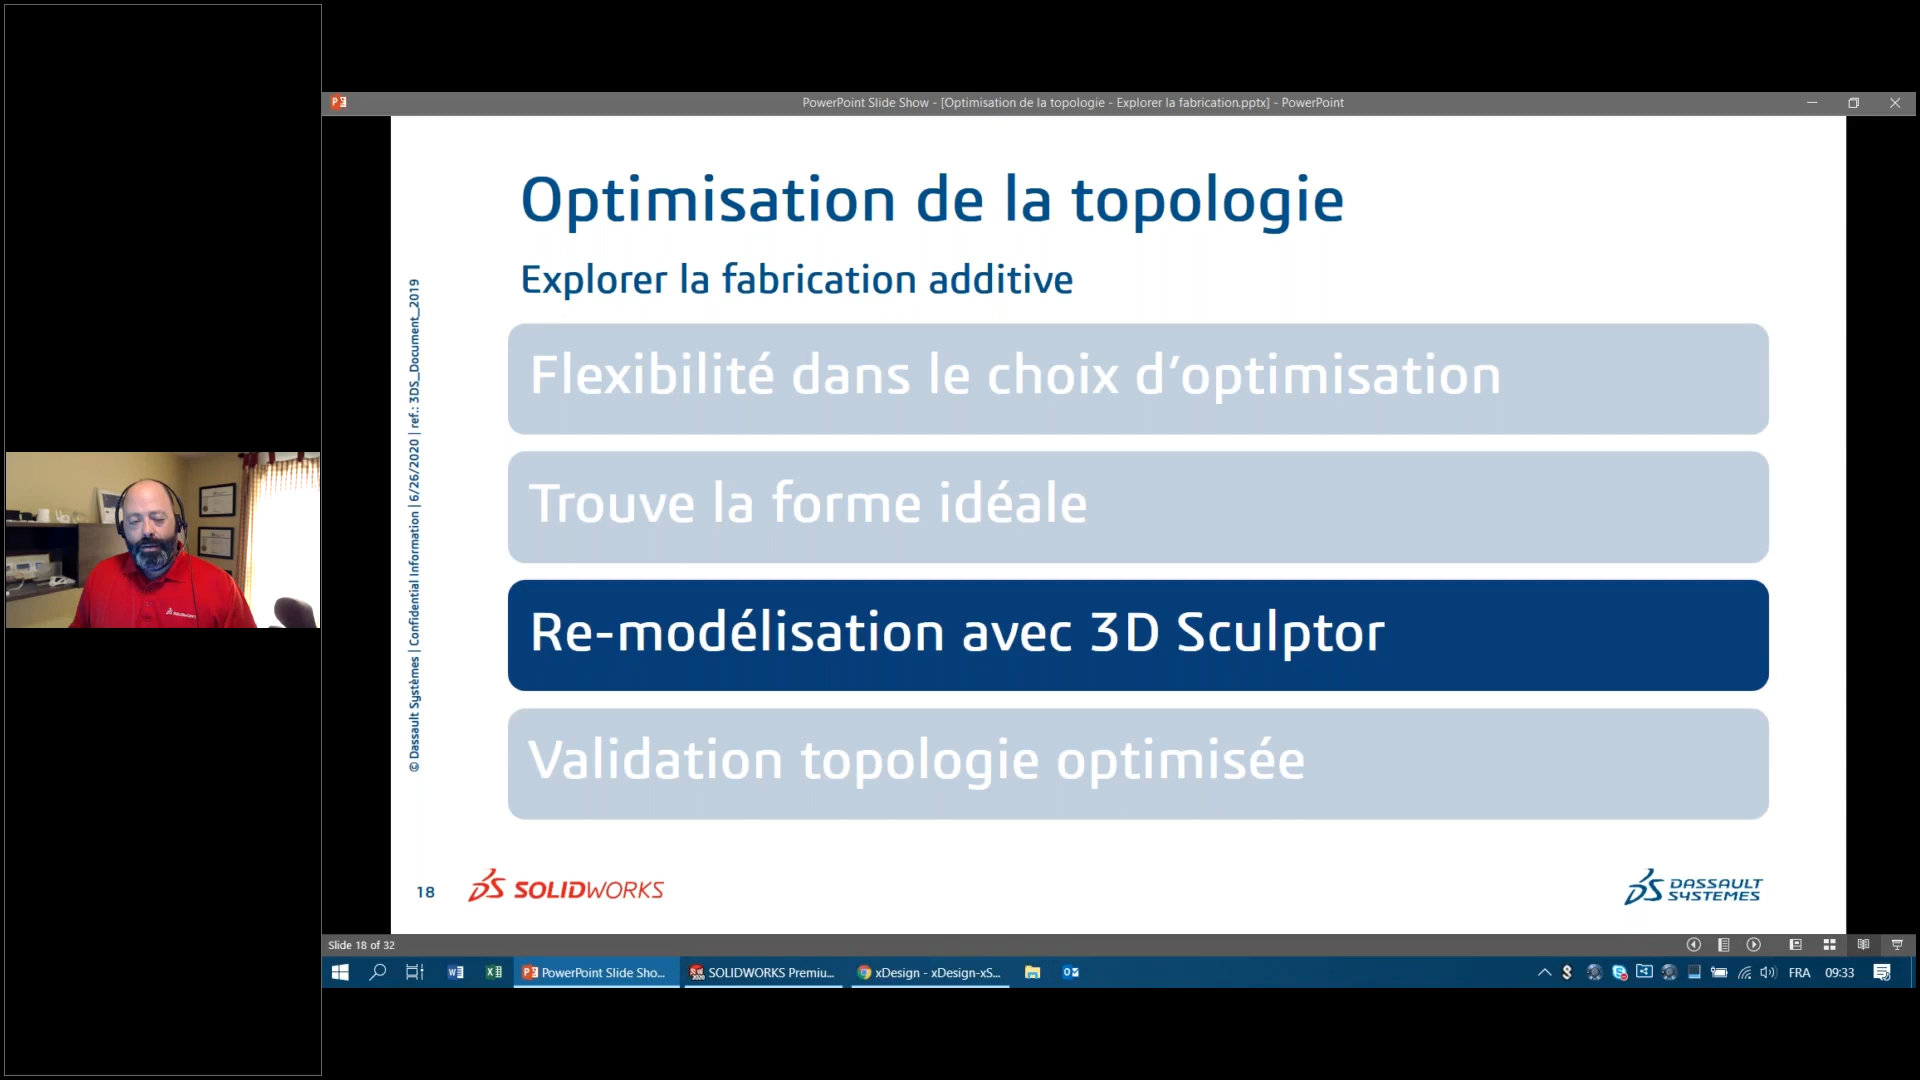 PowerPoint Slide Show - [Optimisation de la topologie - Explorer la fabrication.pptx] - PowerPoint
Optimisation de la topologie
Explorer la fabrication additive
Flexibilité dans le choix d’optimisation
Trouve la forme idéale
Re-modélisation avec 3D Sculptor
Validation topologie optimisée
© Dassault Systèmes | Confidential Information | 6/26/2020 | ref.: 3DS_Document_2019
18
SOLIDWORKS
DASSAULT
SYSTEMES
Slide 18 of 32
PowerPoint Slide Sho...
SOLIDWORKS Premiu...
xDesign - xDesign-xS...
FRA
09:33